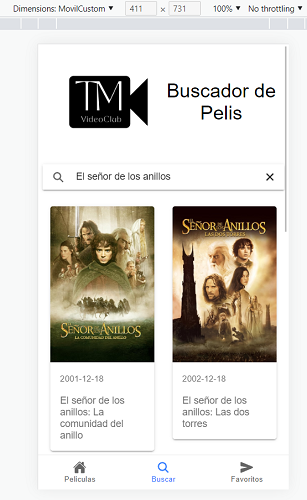 Dimensions: MovilCustom ▼ 411 × 731 100% ▼ No throttling ▼
TM
VideoClub
Buscador de
Pelis
El señor de los anillos
EL
SEÑOR DE LOS ANILLOS
LA COMUNIDAD DEL ANILLO
EL
SEÑOR DE LOS ANILLOS
LAS DOS TORRES
2001-12-18
El señor de los
anillos: La
comunidad del
anillo
2002-12-18
El señor de los
anillos: Las dos
torres
Películas
Buscar
Favoritos